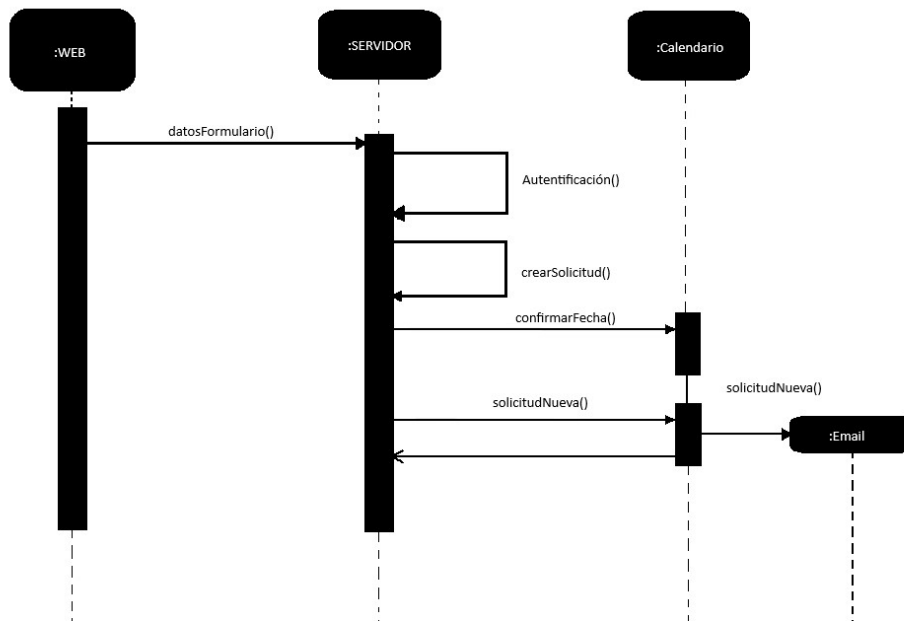 :WEB
:SERVIDOR
:Calendario
datosFormulario()
Autentificación()
crearSolicitud()
confirmarFecha()
solicitudNueva()
solicitudNueva()
:Email